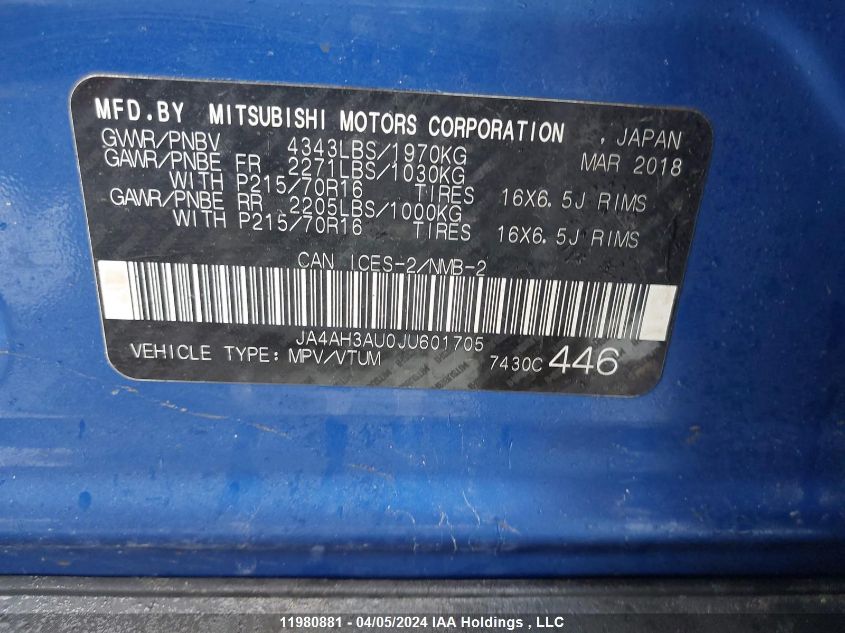 MFD.BY MITSUBISHI MOTORS CORPORATION , JAPAN
GVWR/PNBV 4343LBS/1970KG MAR 2018
GAWR/PNBE FR 2271LBS/1030KG
WITH P215/70R16 TIRES 16X6.5J RIMS
GAWR/PNBE RR 2205LBS/1000KG
WITH P215/70R16 TIRES 16X6.5J RIMS
CAN ICES-2/NMB-2
JA4AH3AU0JU601705
VEHICLE TYPE: MPV/VTUM 7430C 446
11980881 - 04/05/2024 IAA Holdings , LLC